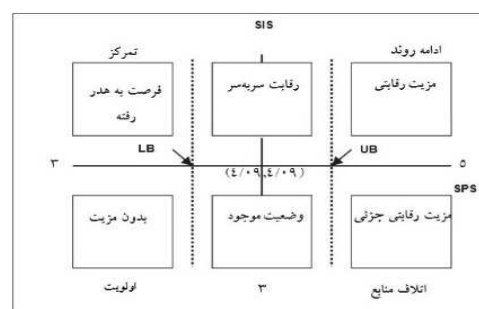 SIS
ادامه روند
تمرکز
مزیت رقابتی
رقابت سربه‌سر
فرصت به هدر
رفته
LB
UB
۳
۵
(۴/۰۹,۴/۰۹)
SPS
مزیت رقابتی جزئی
وضعیت موجود
بدون مزیت
اتلاف منابع
۳
اولویت